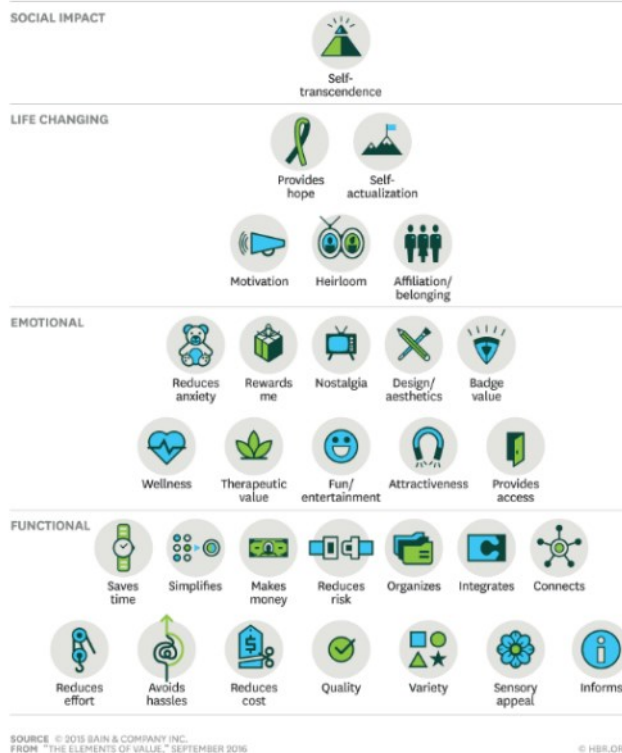 SOCIAL IMPACT
Self-
transcendence
LIFE CHANGING
Provides
hope
Self-
actualization
Motivation
Heirloom
Affiliation/
belonging
EMOTIONAL
Reduces
anxiety
Rewards
me
Nostalgia
Design/
aesthetics
Badge
value
Wellness
Therapeutic
value
Fun/
entertainment
Attractiveness
Provides
access
FUNCTIONAL
Saves
time
Simplifies
Makes
money
Reduces
risk
Organizes
Integrates
Connects
Reduces
effort
Avoids
hassles
Reduces
cost
Quality
Variety
Sensory
appeal
Informs
SOURCE © 2015 BAIN & COMPANY INC.
FROM "THE ELEMENTS OF VALUE," SEPTEMBER 2016
© HBR.OR